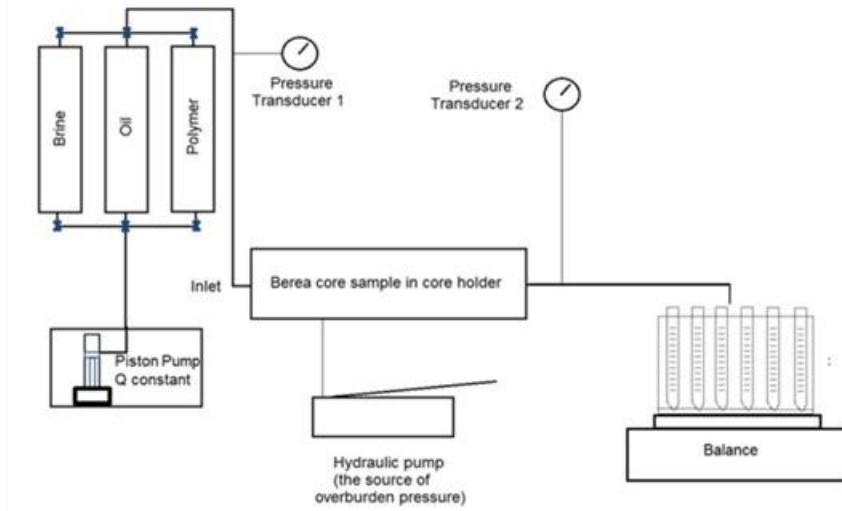 Brine
Oil
Polymer
Pressure
Transducer 1
Pressure
Transducer 2
Inlet
Berea core sample in core holder
Piston Pump
Q constant
Hydraulic pump
(the source of
overburden pressure)
Balance
: